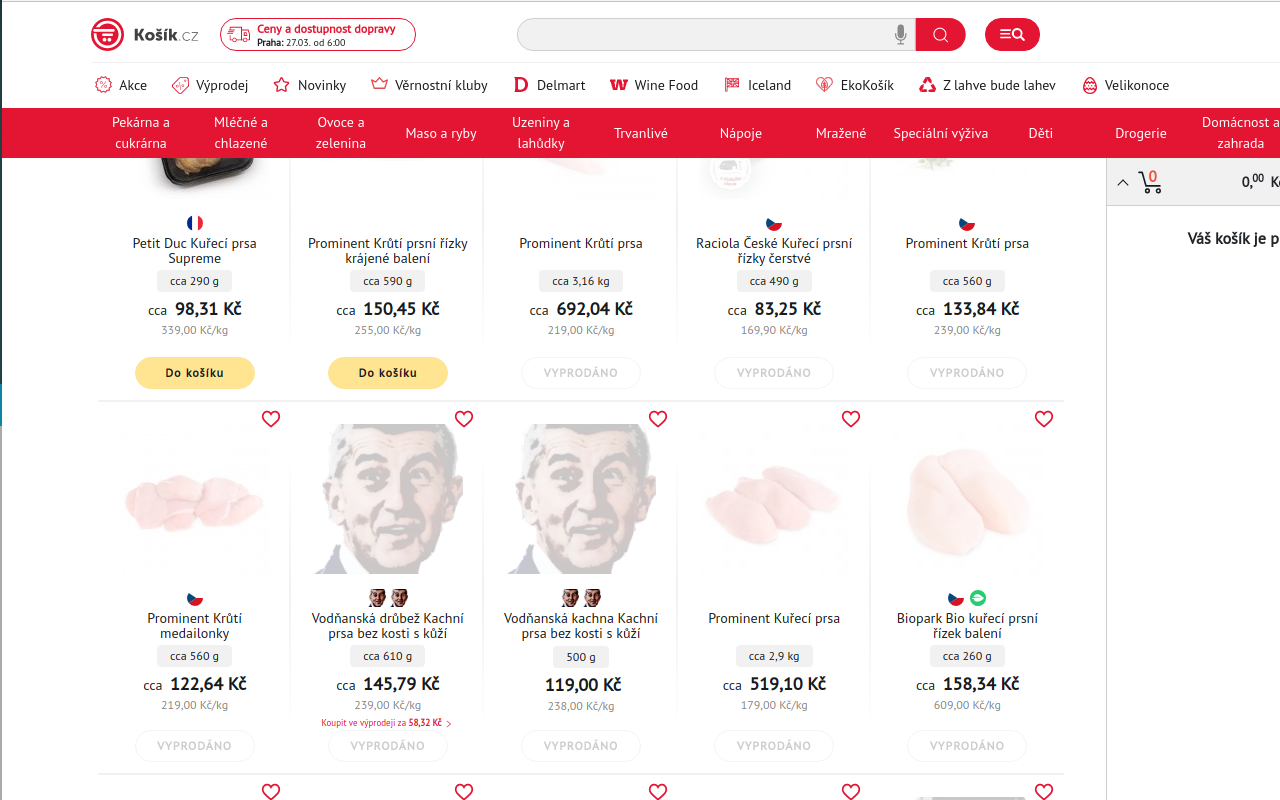 Košík.cz
Ceny a dostupnost dopravy
Praha: 27.03. od 6:00
Akce
Výprodej
Novinky
Věrnostní kluby
Delmart
Wine Food
Iceland
EkoKošík
Z lahve bude lahev
Velikonoce
Pekárna a
cukrárna
Mléčné a
chlazené
Ovoce a
zelenina
Maso a ryby
Uzeniny a
lahůdky
Trvanlivé
Nápoje
Mražené
Speciální výživa
Děti
Drogerie
Domácnost a
zahrada
0
0,00 Kč
Váš košík je p
Petit Duc Kuřecí prsa
Supreme
cca 290 g
cca 98,31 Kč
339,00 Kč/kg
Do košíku
Prominent Krůtí prsní řízky
krájené balení
cca 590 g
cca 150,45 Kč
255,00 Kč/kg
Do košíku
Prominent Krůtí prsa
cca 3,16 kg
cca 692,04 Kč
219,00 Kč/kg
VYPRODÁNO
Raciola České Kuřecí prsní
řízky čerstvé
cca 490 g
cca 83,25 Kč
169,90 Kč/kg
VYPRODÁNO
Prominent Krůtí prsa
cca 560 g
cca 133,84 Kč
239,00 Kč/kg
VYPRODÁNO
Prominent Krůtí
medailonky
cca 560 g
cca 122,64 Kč
219,00 Kč/kg
VYPRODÁNO
Vodňanská drůbež Kachní
prsa bez kosti s kůží
cca 610 g
cca 145,79 Kč
239,00 Kč/kg
Koupit ve výprodeji za 58,32 Kč
VYPRODÁNO
Vodňanská kachna Kachní
prsa bez kosti s kůží
500 g
119,00 Kč
238,00 Kč/kg
VYPRODÁNO
Prominent Kuřecí prsa
cca 2,9 kg
cca 519,10 Kč
179,00 Kč/kg
VYPRODÁNO
Biopark Bio kuřecí prsní
řízek balení
cca 260 g
cca 158,34 Kč
609,00 Kč/kg
VYPRODÁNO